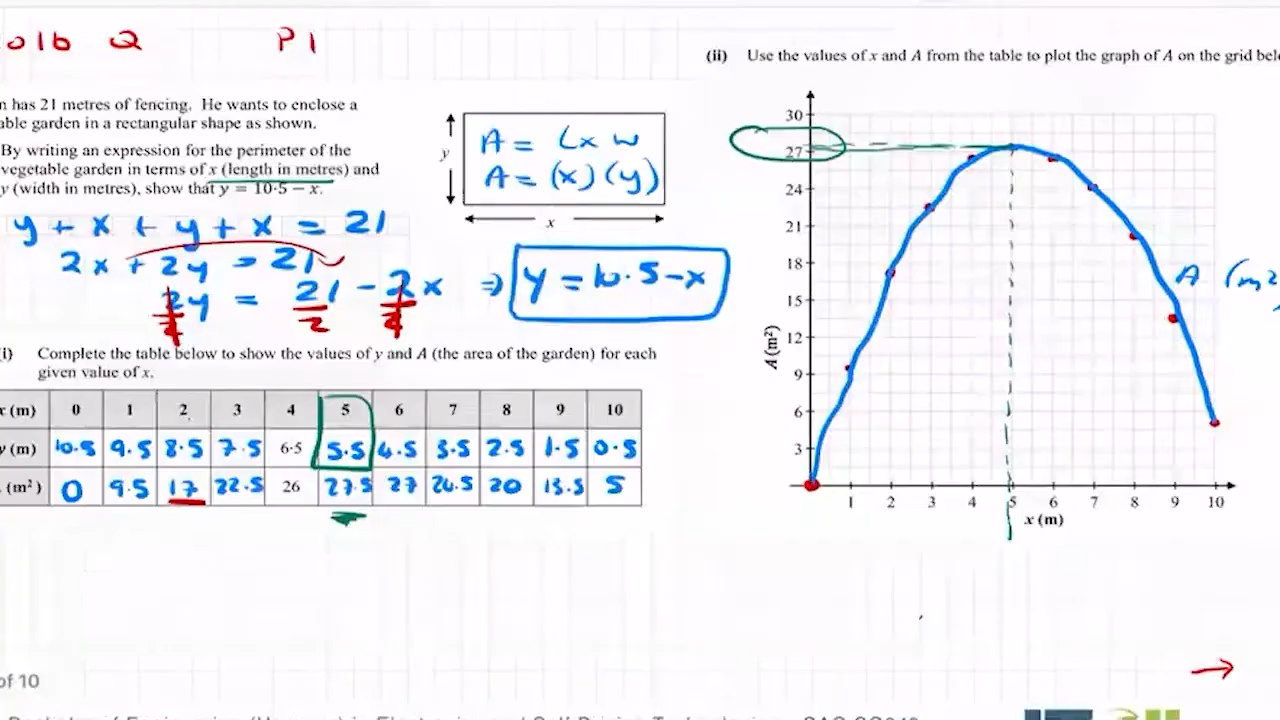 016 Q P1
n has 21 metres of fencing. He wants to enclose a
able garden in a rectangular shape as shown.
By writing an expression for the perimeter of the
vegetable garden in terms of x (length in metres) and
y (width in metres), show that y = 10·5 − x.
y + x + y + x = 21
2x + 2y = 21
2y = 21 - 2x ⇒ y = 10.5 - x
2 2 2
y
A = L x W
A = (x) (y)
x
(i) Complete the table below to show the values of y and A (the area of the garden) for each
given value of x.
x (m) 0 1 2 3 4 5 6 7 8 9 10
y (m) 10.5 9.5 8.5 7.5 6·5 5.5 4.5 3.5 2.5 1.5 0.5
(m²) 0 9.5 17 22.5 26 27.5 27 24.5 20 13.5 5
(ii) Use the values of x and A from the table to plot the graph of A on the grid belo
30
27
24
21
18
15
12
9
6
3
A (m²)
A (m²
1 2 3 4 5 6 7 8 9 10
x (m)
of 10